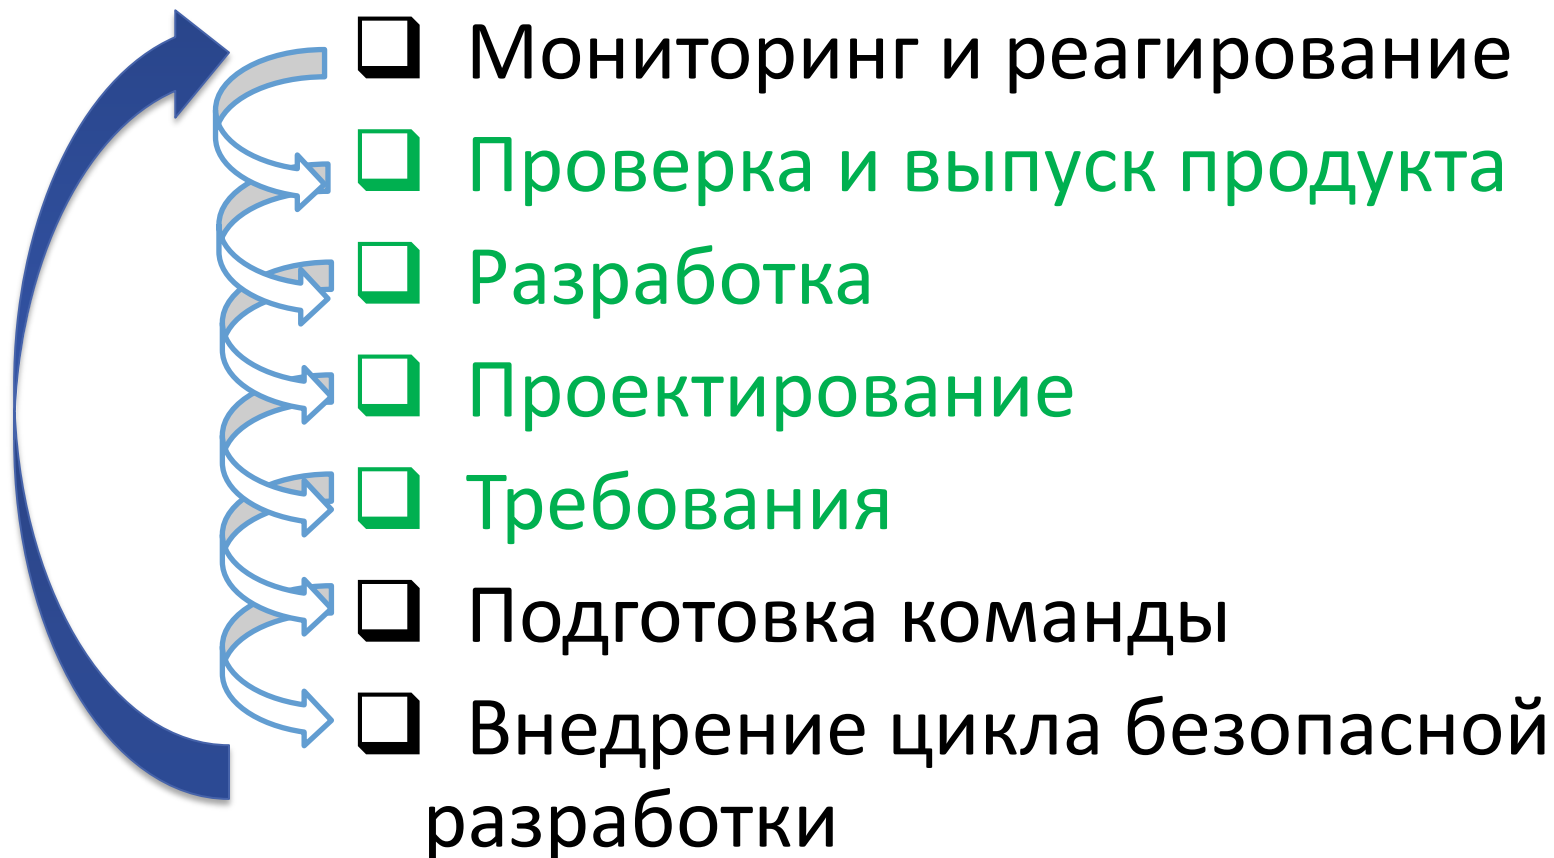 Мониторинг и реагирование
Проверка и выпуск продукта
Разработка
Проектирование
Требования
Подготовка команды
Внедрение цикла безопасной
разработки